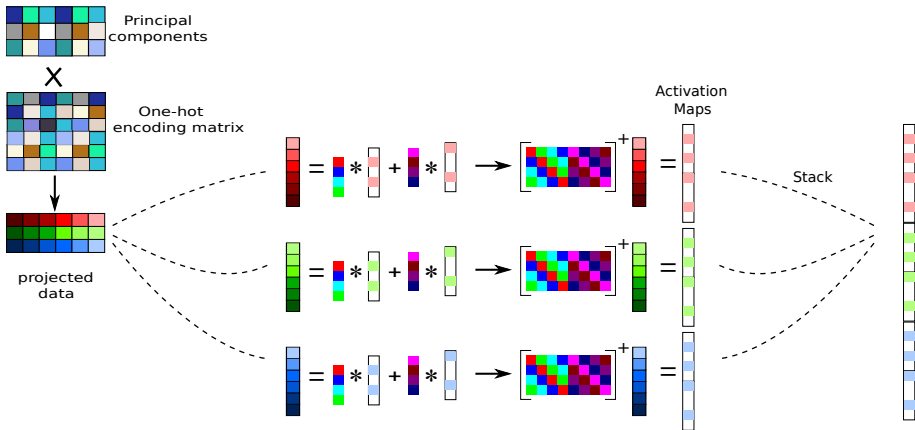 Principal
components
X
One-hot
encoding matrix
projected
data
= * + *
+
=
= * + *
+
=
= * + *
+
=
Activation
Maps
Stack